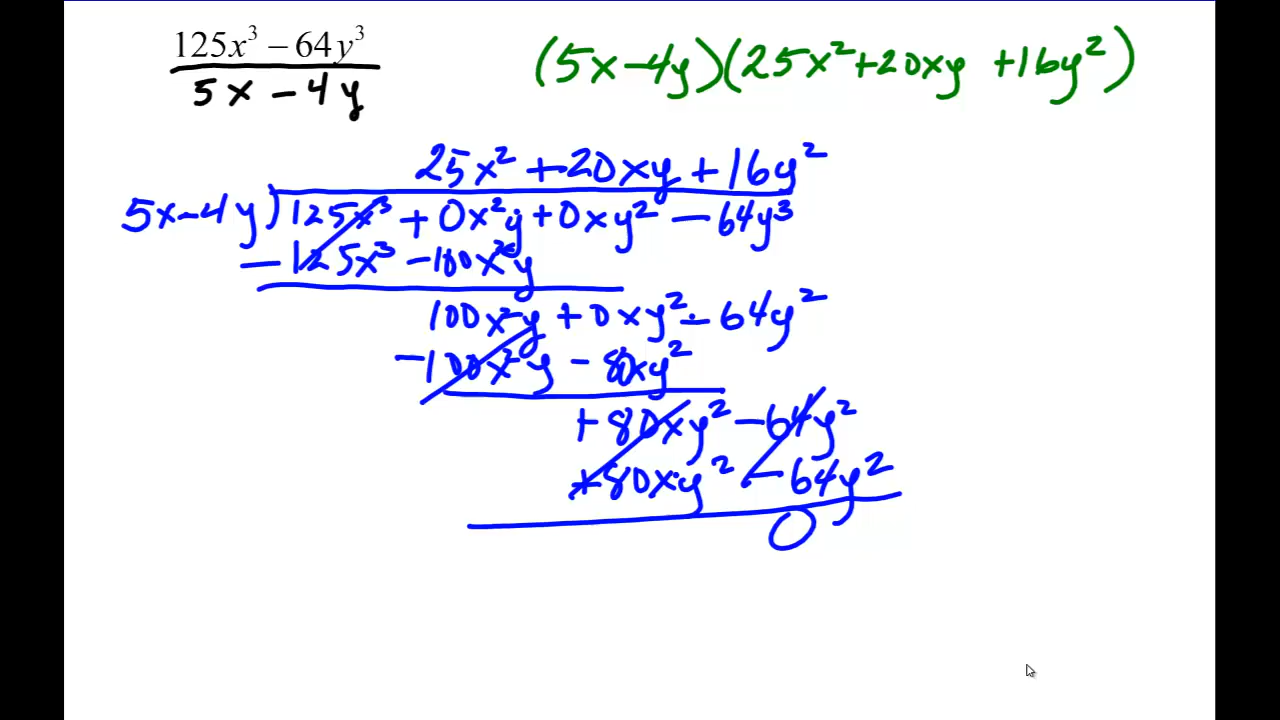 125x³ − 64y³
5x − 4y
(5x − 4y)(25x² + 20xy + 16y²)
25x² + 20xy + 16y²
5x − 4y ) 125x³ + 0x²y + 0xy² − 64y³
− 125x³ − 100x²y
100x²y + 0xy² − 64y²
− 100x²y − 80xy²
+ 80xy² − 64y²
+ 80xy² − 64y²
0